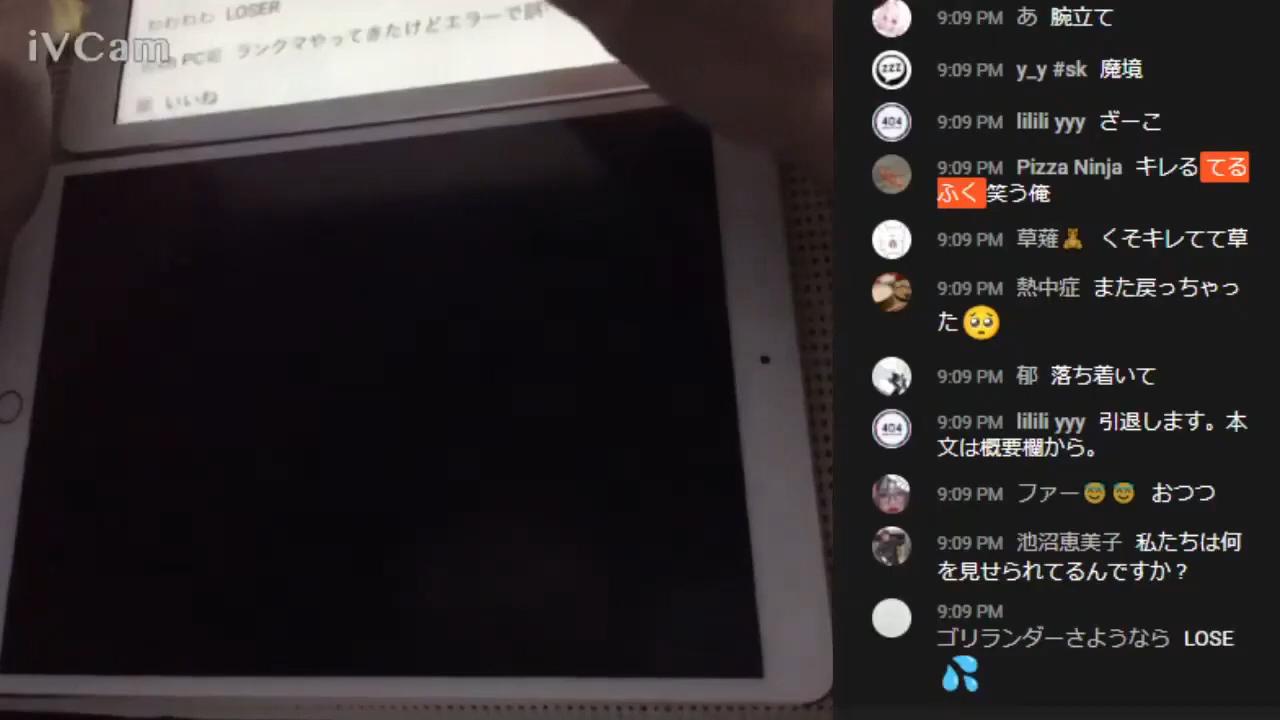 iVCam
わわわわ LOSER
ランクマやってきたけどエラーで
いいね
9:09 PM あ 腕立て
9:09 PM y_y #sk 廃境
9:09 PM lilili yyy ざーこ
9:09 PM Pizza Ninja キレるてる
ふく笑う俺
9:09 PM 草薙🧸 くそキレてて草
9:09 PM 熱中症 また戻っちゃっ
た🥺
9:09 PM 郁 落ち着いて
9:09 PM lilili yyy 引退します。本
文は概要欄から。
9:09 PM ファー😇😇 おつつ
9:09 PM 池沼恵美子 私たちは何
を見せられてるんですか？
9:09 PM
ゴリランダーさようなら LOSE
💦
zzZ
404
404